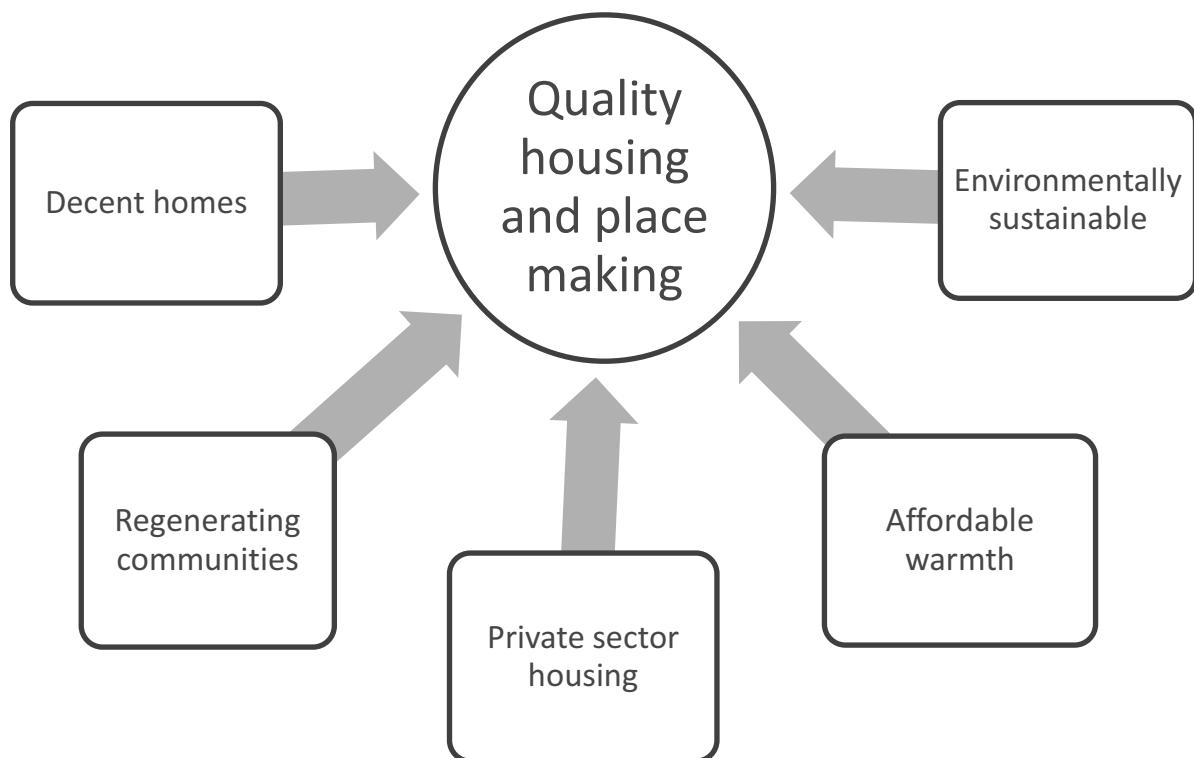 Quality
housing
and place
making
Decent homes
Environmentally
sustainable
Regenerating
communities
Affordable
warmth
Private sector
housing